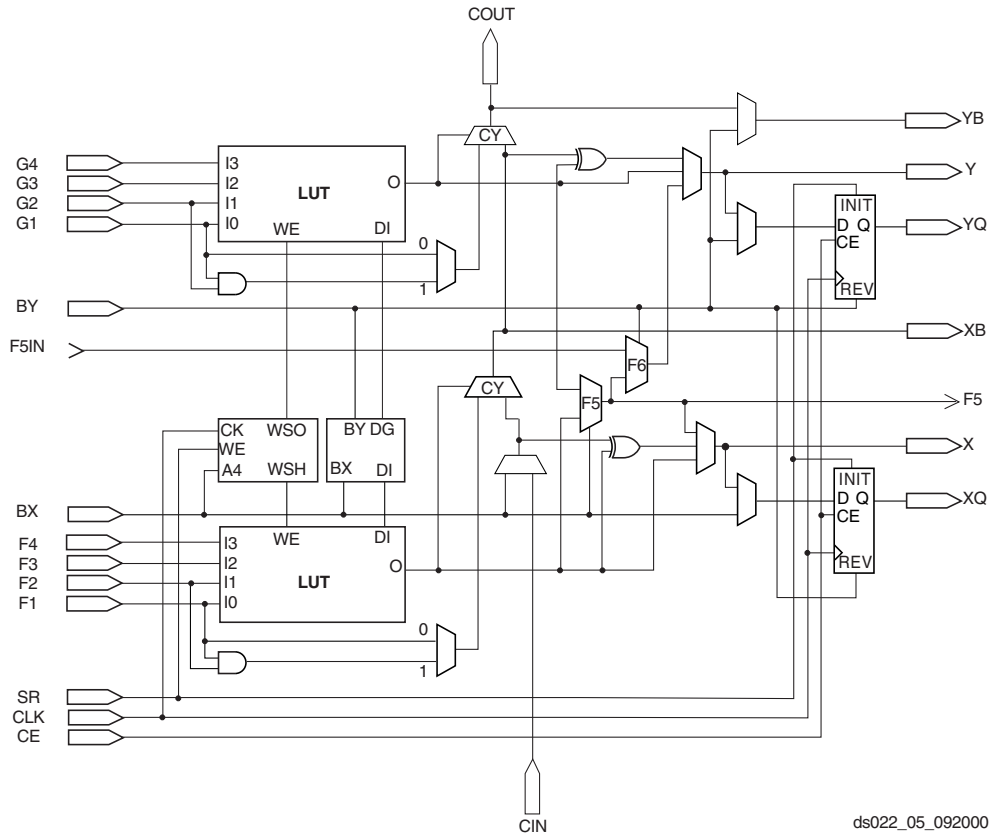 COUT
CY
YB
G4
G3
G2
G1
I3
I2
I1
I0
LUT
O
WE
DI
0
1
Y
INIT
D Q
CE
REV
YQ
BY
XB
F5IN
F6
CY
F5
F5
CK
WE
A4
WSO
WSH
BY DG
BX
DI
X
BX
INIT
D Q
CE
REV
XQ
F4
F3
F2
F1
I3
I2
I1
I0
WE
DI
LUT
O
0
1
SR
CLK
CE
CIN
ds022_05_092000